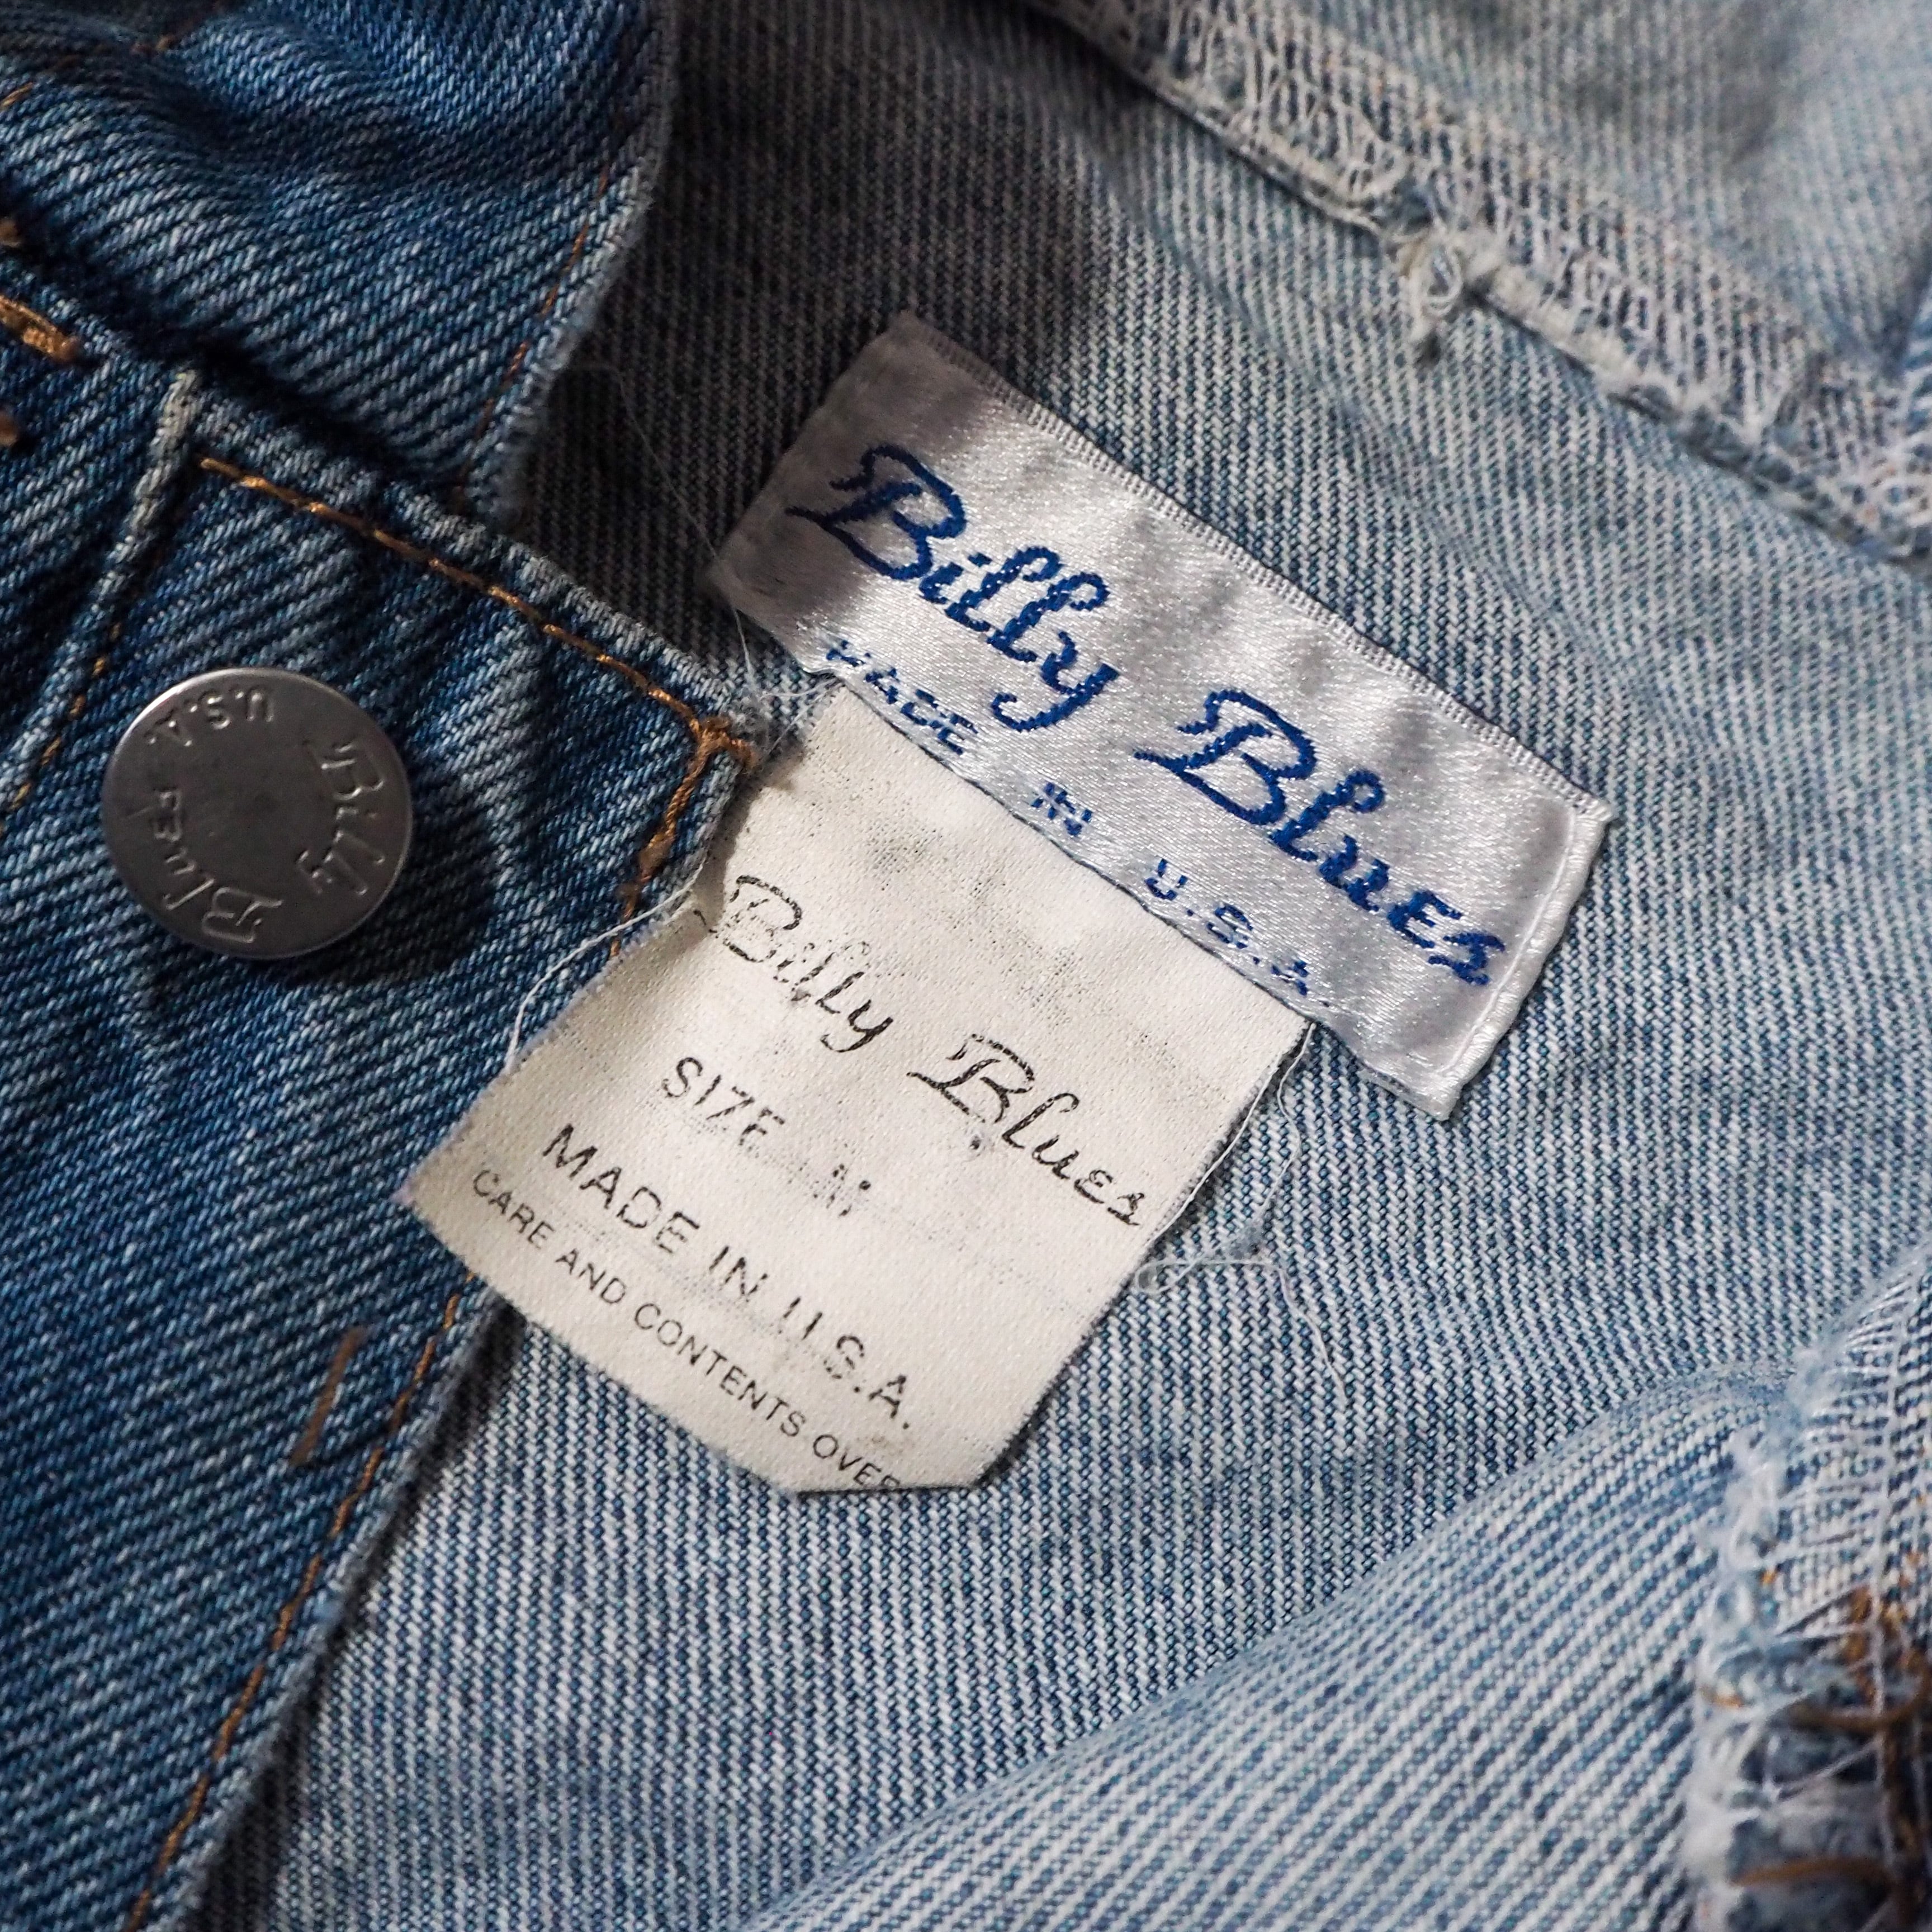 Billy Blues
MADE IN U.S.A.
Billy Blues
SIZE
MADE IN U.S.A.
CARE AND CONTENTS OVER
Billy Blues
U.S.A.